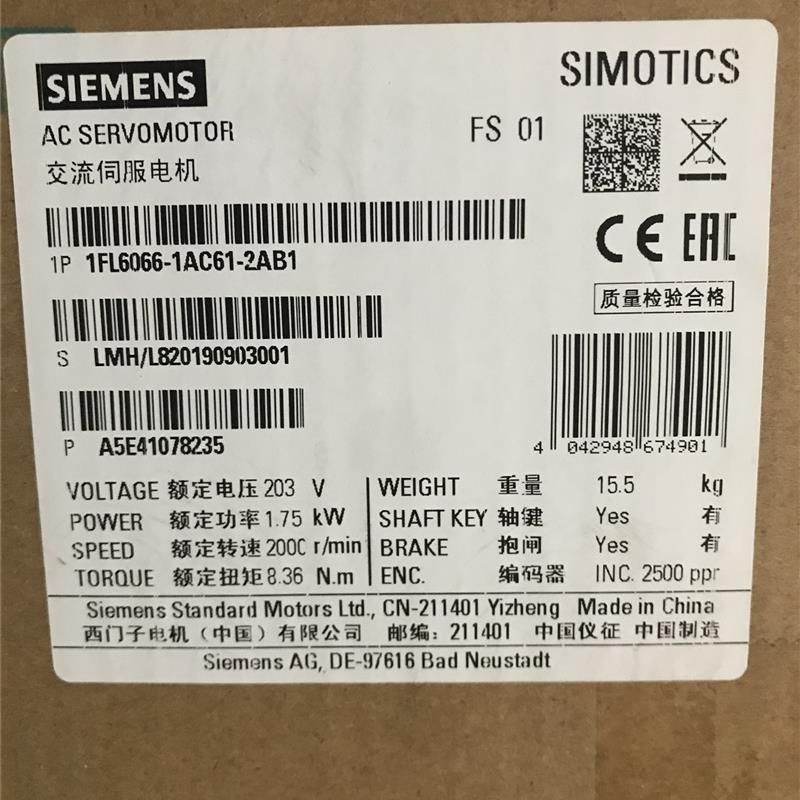 SIEMENS
SIMOTICS
AC SERVOMOTOR
FS 01
交流伺服电机
CE EAC
1P 1FL6066-1AC61-2AB1
质量检验合格
S LMH/L820190903001
P A5E41078235
4 042948 674901
VOLTAGE 额定电压 203 V
WEIGHT 重量 15.5 kg
POWER 额定功率 1.75 kW
SHAFT KEY 轴键 Yes 有
SPEED 额定转速 2000 r/min
BRAKE 抱闸 Yes 有
TORQUE 额定扭矩 8.36 N.m
ENC. 编码器 INC. 2500 ppr
Siemens Standard Motors Ltd., CN-211401 Yizheng Made in China
西门子电机（中国）有限公司 邮编：211401 中国仪征 中国制造
Siemens AG, DE-97616 Bad Neustadt